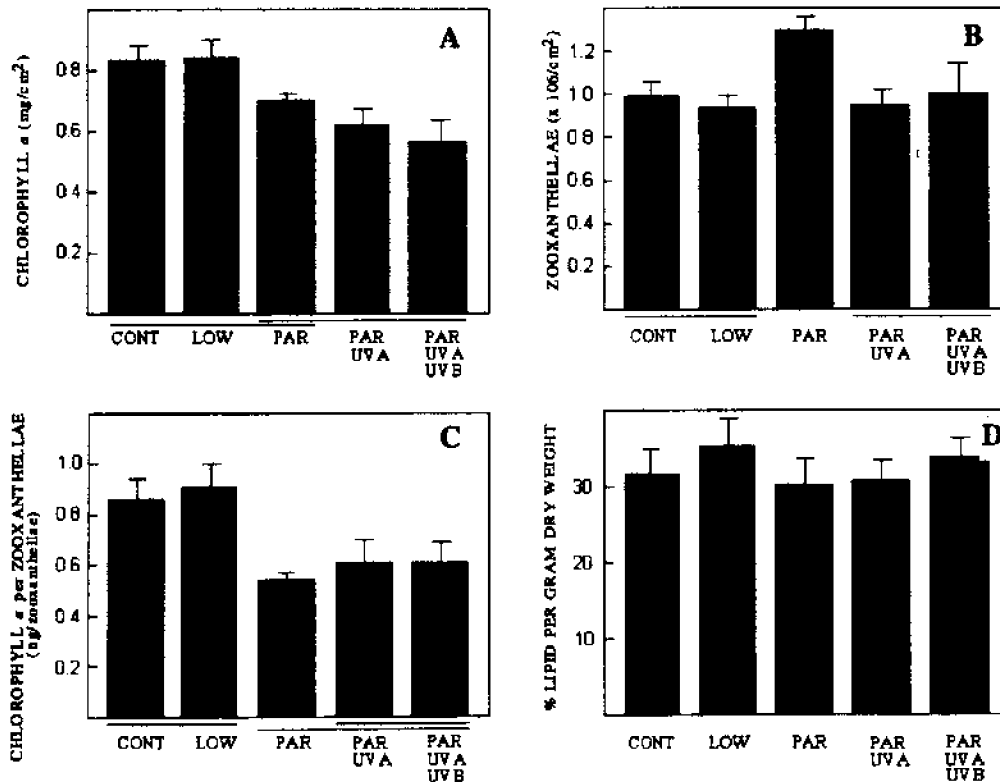 A
CHLOROPHYLL a (mg/cm2)
0.8
0.6
0.4
0.2
CONT LOW PAR PAR PAR
UVA UVA
UVB
B
ZOOXANTHELLAE (x 106/cm2)
1.2
1.0
0.8
0.6
0.4
0.2
CONT LOW PAR PAR PAR
UVA UVA
UVB
C
CHLOROPHYLL a per ZOOXANTHELLAE
(ng/zooxanthellae)
1.0
0.8
0.6
0.4
0.2
CONT LOW PAR PAR PAR
UVA UVA
UVB
D
% LIPID PER GRAM DRY WEIGHT
30
20
10
CONT LOW PAR PAR PAR
UVA UVA
UVB